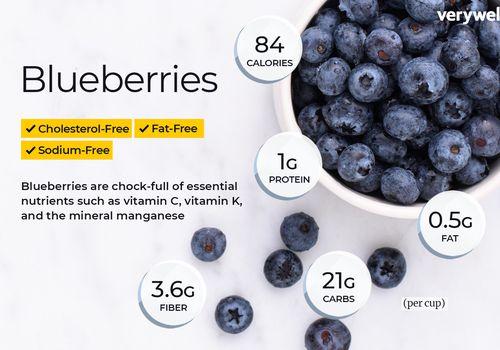 verywel
84
CALORIES
Blueberries
Cholesterol-Free
Fat-Free
Sodium-Free
Blueberries are chock-full of essential
nutrients such as vitamin C, vitamin K,
and the mineral manganese
1G
PROTEIN
0.5G
FAT
3.6G
FIBER
21G
CARBS
(per cup)